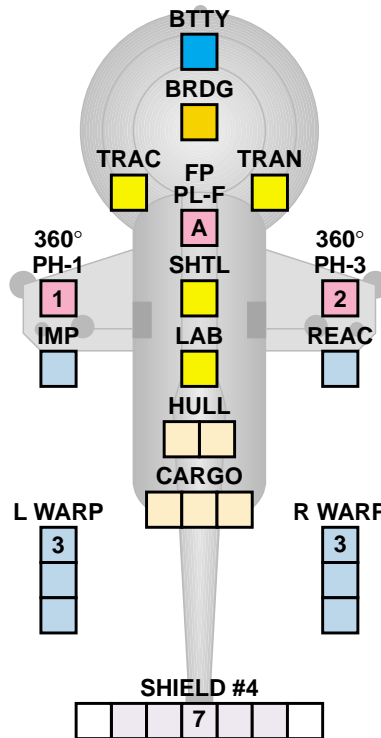 BTTY
BRDG
TRAC
TRAN
FP
PL-F
A
360°
PH-1
1
SHTL
360°
PH-3
2
IMP
LAB
REAC
HULL
CARGO
L WARP
3
R WARP
3
SHIELD #4
7